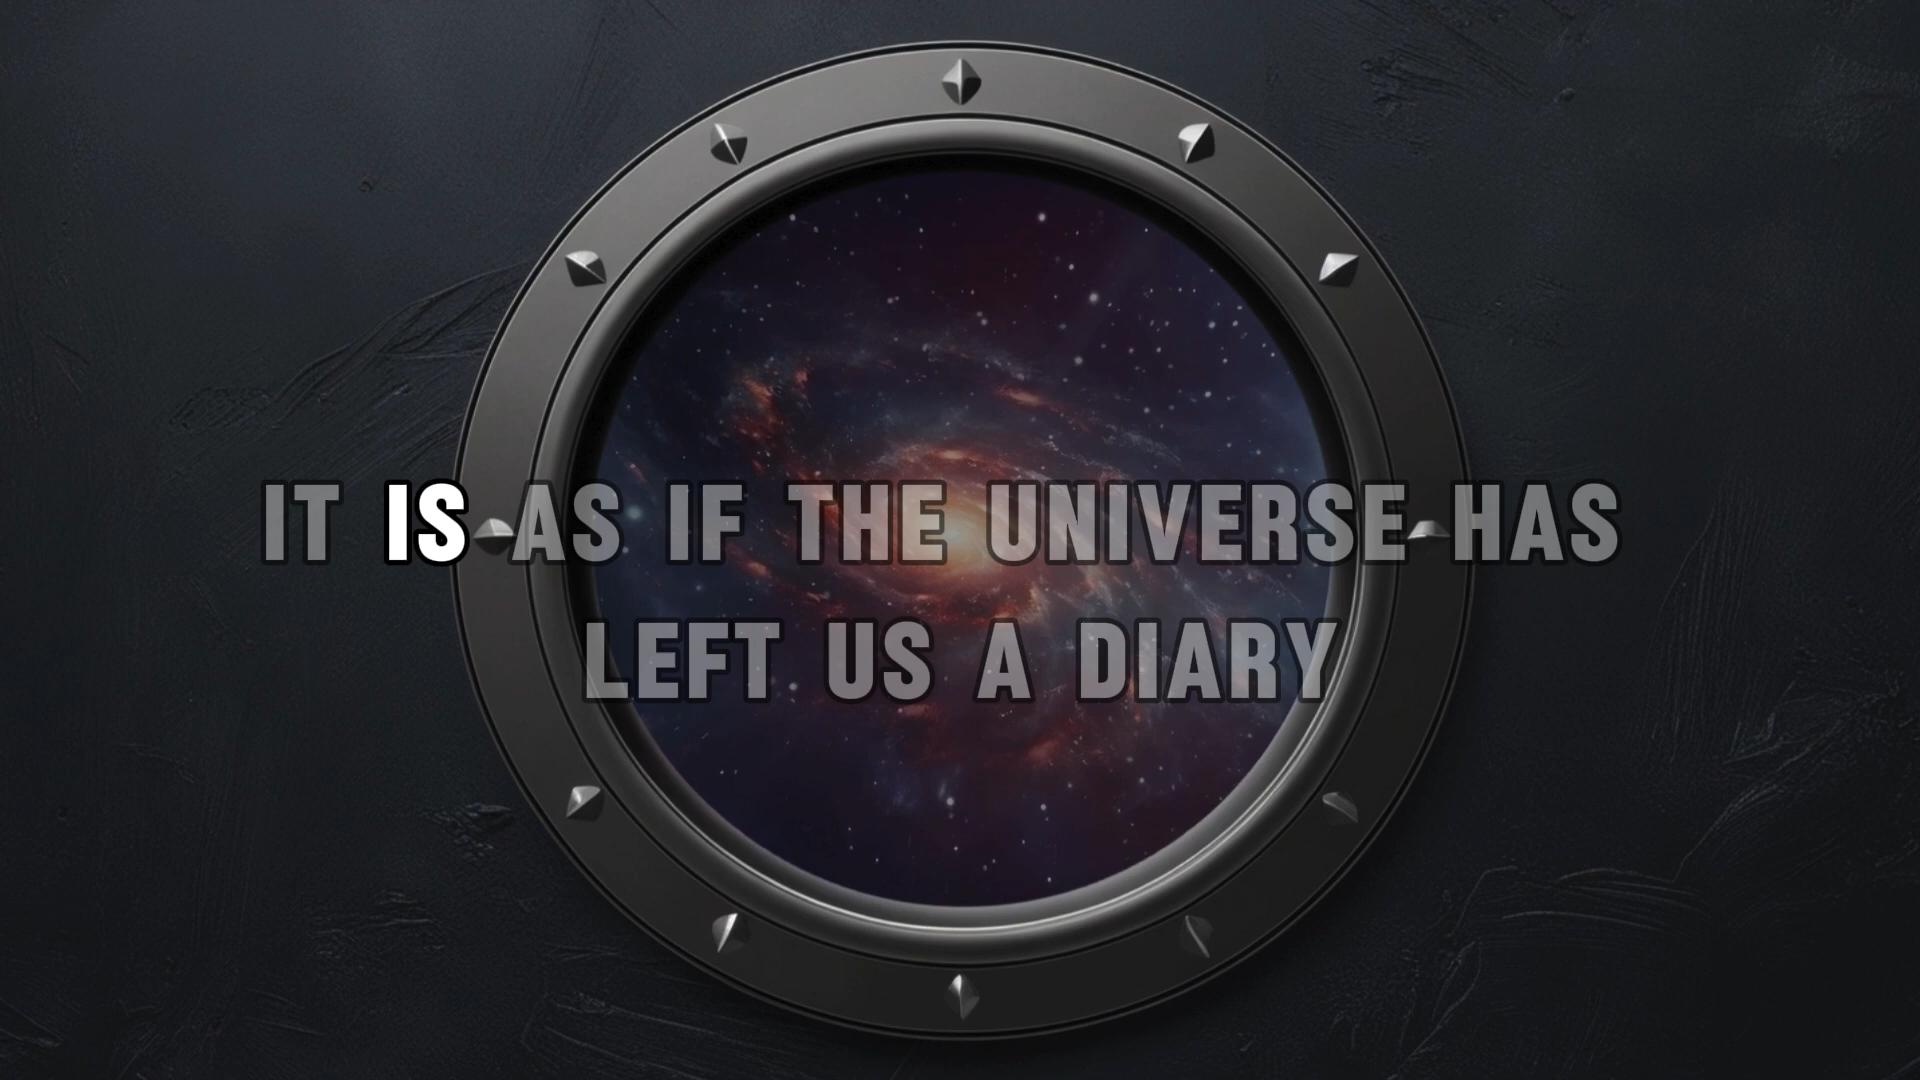 IT IS AS IF THE UNIVERSE HAS
LEFT US A DIARY